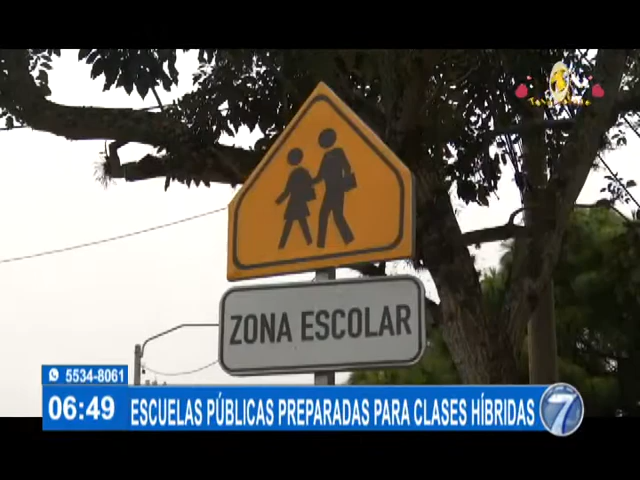 ZONA ESCOLAR
5534-8061
06:49 ESCUELAS PÚBLICAS PREPARADAS PARA CLASES HÍBRIDAS 7